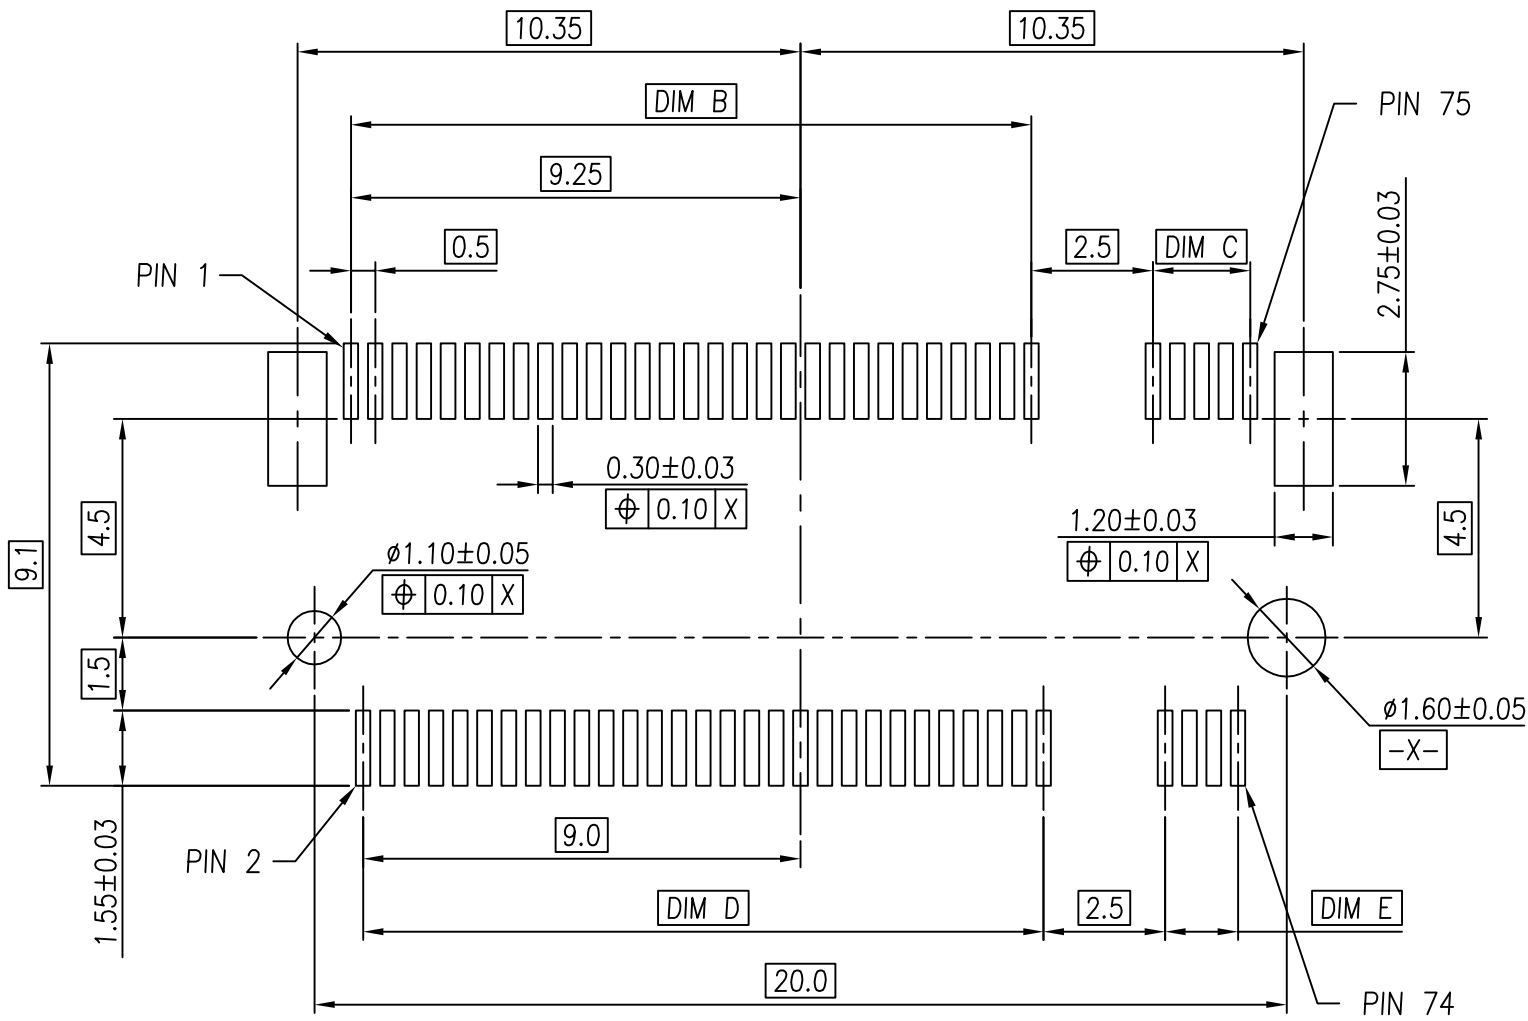 10.35
10.35
DIM B
PIN 75
9.25
0.5
2.5
DIM C
PIN 1
2.75±0.03
0.30±0.03
⌖ 0.10 X
4.5
1.20±0.03
⌖ 0.10 X
4.5
9.1
ø1.10±0.05
⌖ 0.10 X
1.5
ø1.60±0.05
-X-
9.0
PIN 2
1.55±0.03
DIM D
2.5
DIM E
20.0
PIN 74